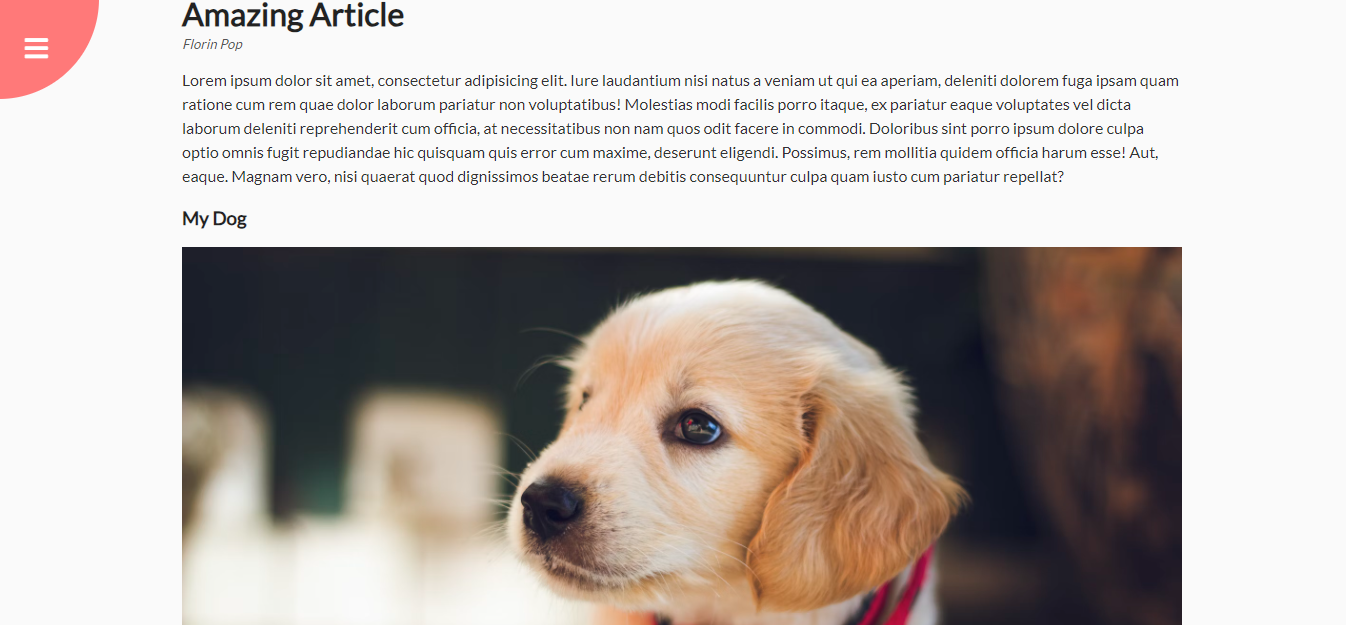 Amazing Article
Florin Pop
Lorem ipsum dolor sit amet, consectetur adipisicing elit. Iure laudantium nisi natus a veniam ut qui ea aperiam, deleniti dolorem fuga ipsam quam
ratione cum rem quae dolor laborum pariatur non voluptatibus! Molestias modi facilis porro itaque, ex pariatur eaque voluptates vel dicta
laborum deleniti reprehenderit cum officia, at necessitatibus non nam quos odit facere in commodi. Doloribus sint porro ipsum dolore culpa
optio omnis fugit repudiandae hic quisquam quis error cum maxime, deserunt eligendi. Possimus, rem mollitia quidem officia harum esse! Aut,
eaque. Magnam vero, nisi quaerat quod dignissimos beatae rerum debitis consequuntur culpa quam iusto cum pariatur repellat?
My Dog